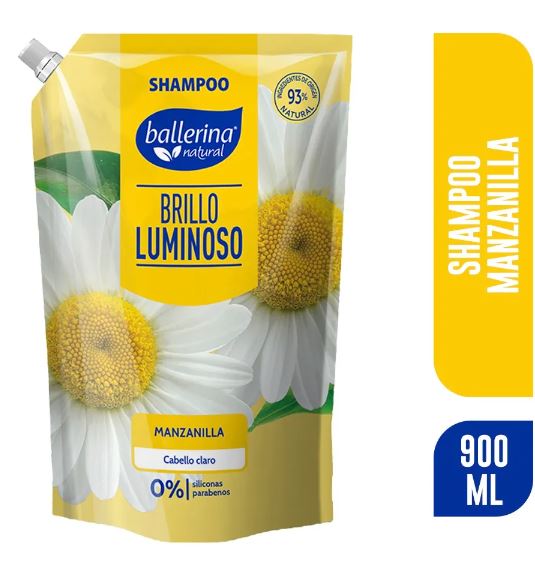 SHAMPOO
ballerina®
natural
INGREDIENTES DE ORIGEN
93%
NATURAL
BRILLO
LUMINOSO
MANZANILLA
Cabello claro
0% siliconas
parabenos
SHAMPOO
MANZANILLA
900
ML